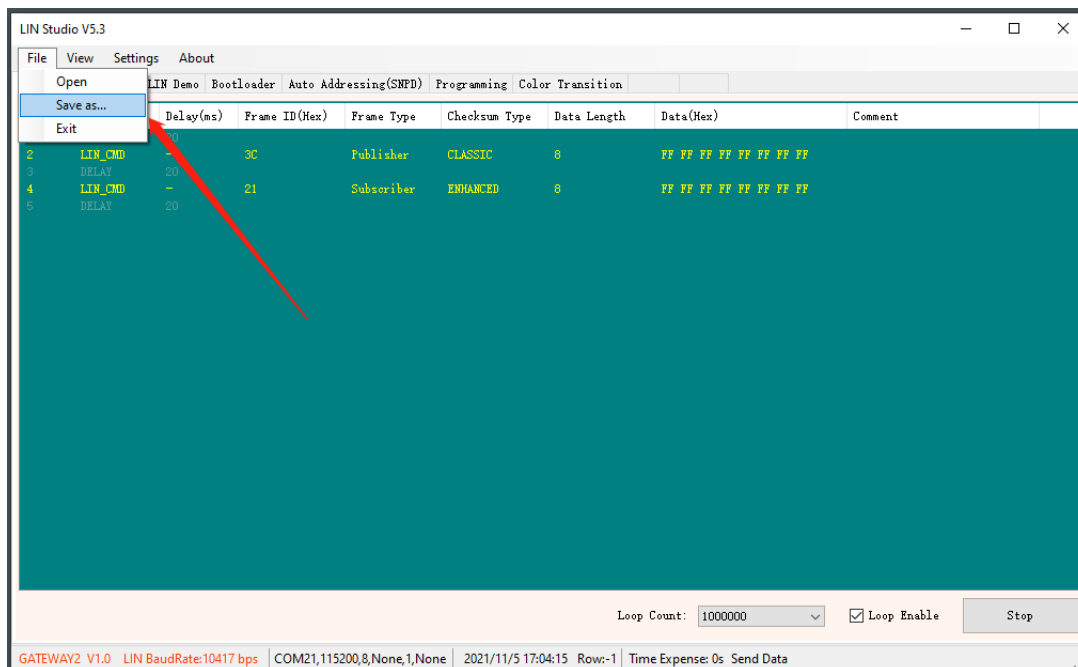 LIN Studio V5.3
File View Settings About
Open
Save as...
Exit
LIN Demo Bootloader Auto Addressing(SNPD) Programming Color Transition
Delay(ms) Frame ID(Hex) Frame Type Checksum Type Data Length Data(Hex) Comment
2 LIN_CMD - 3C Publisher CLASSIC 8 FF FF FF FF FF FF FF FF
3 DELAY 20
4 LIN_CMD - 21 Subscriber ENHANCED 8 FF FF FF FF FF FF FF FF
5 DELAY 20
Loop Count: 1000000 Loop Enable Stop
GATEWAY2 V1.0 LIN BaudRate:10417 bps COM21,115200,8,None,1,None 2021/11/5 17:04:15 Row:-1 Time Expense: 0s Send Data